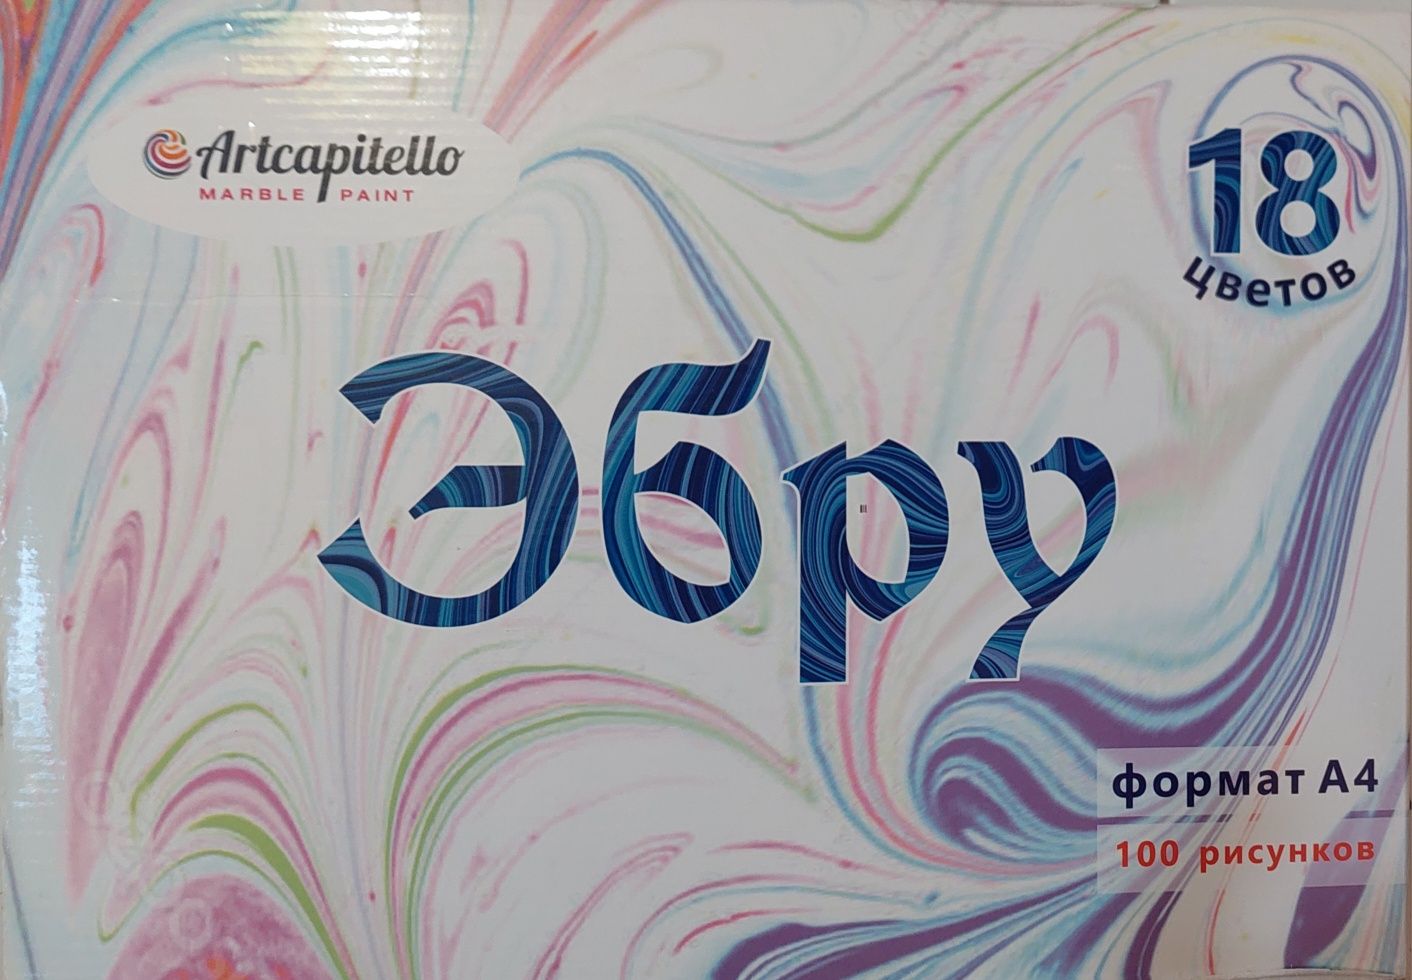 Artcapitello
MARBLE PAINT
18
цветов
Эбру
формат А4
100 рисунков